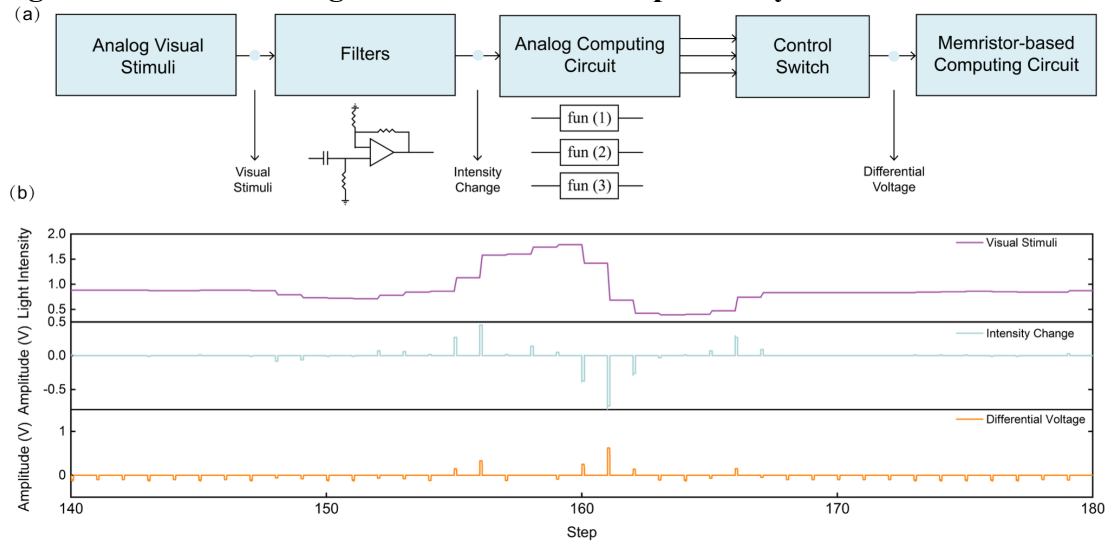 (a)
Analog Visual
Stimuli
Filters
Analog Computing
Circuit
Control
Switch
Memristor-based
Computing Circuit
Visual
Stimuli
Intensity
Change
fun (1)
fun (2)
fun (3)
Differential
Voltage
(b)
Light Intensity
2.0
1.5
1.0
0.5
Visual Stimuli
Amplitude (V)
0.5
0.0
-0.5
Intensity Change
Amplitude (V)
1
0
Differential Voltage
140
150
160
170
180
Step